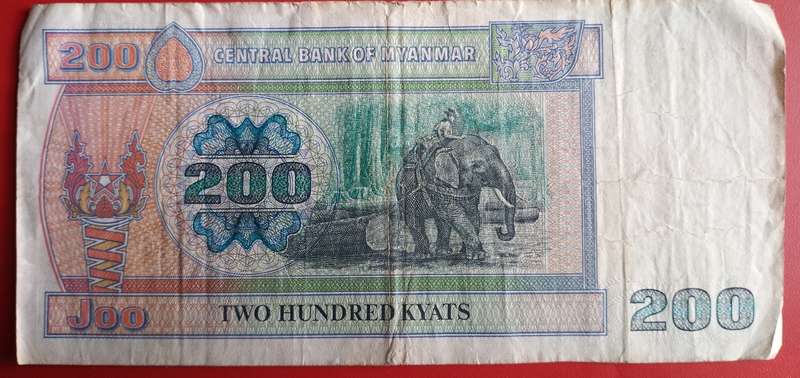 200 CENTRAL BANK OF MYANMAR
200
၂၀၀ TWO HUNDRED KYATS 200